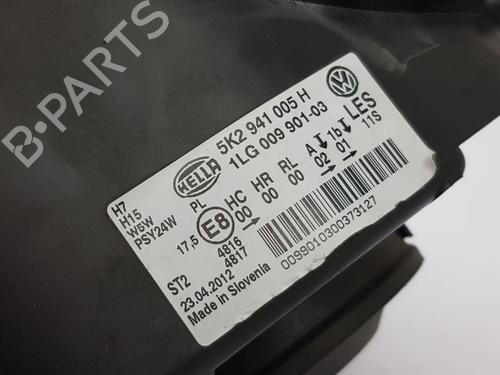 B-PARTS
HELLA
5K2 941 005 H
1LG 009 901-03
LES
H7
H15
W5W
PSY24W
PL
17,5
E8
HC HR RL A 1b
00 00 00 02 01 11S
4816
4817
ST2
23.04.2012
Made in Slovenia
0099010300373127